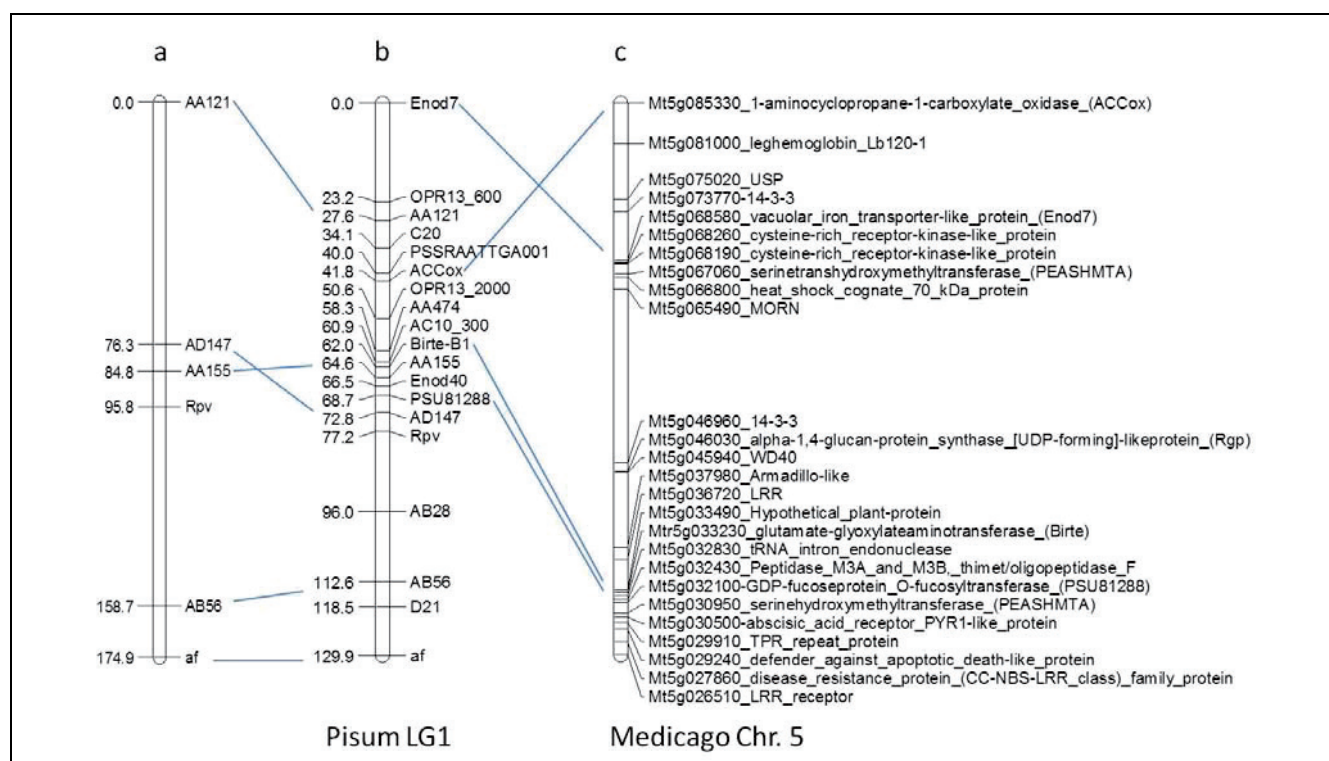 a
b
c
0.0 AA121
76.3 AD147
84.8 AA155
95.8 Rpv
158.7 AB56
174.9 af
0.0 Enod7
23.2 OPR13_600
27.6 AA121
34.1 C20
40.0 PSSRAATTGA001
41.8 ACCox
50.6 OPR13_2000
58.3 AA474
60.9 AC10_300
62.0 Birte-B1
64.6 AA155
66.5 Enod40
68.7 PSU81288
72.8 AD147
77.2 Rpv
96.0 AB28
112.6 AB56
118.5 D21
129.9 af
Mt5g085330_1-aminocyclopropane-1-carboxylate_oxidase_(ACCox)
Mt5g081000_leghemoglobin_Lb120-1
Mt5g075020_USP
Mt5g073770-14-3-3
Mt5g068580_vacuolar_iron_transporter-like_protein_(Enod7)
Mt5g068260_cysteine-rich_receptor-kinase-like_protein
Mt5g068190_cysteine-rich_receptor-kinase-like_protein
Mt5g067060_serinetranshydroxymethyltransferase_(PEASHMTA)
Mt5g066800_heat_shock_cognate_70_kDa_protein
Mt5g065490_MORN
Mt5g046960_14-3-3
Mt5g046030_alpha-1,4-glucan-protein_synthase_[UDP-forming]-likeprotein_(Rgp)
Mt5g045940_WD40
Mt5g037980_Armadillo-like
Mt5g036720_LRR
Mt5g033490_Hypothetical_plant-protein
Mtr5g033230_glutamate-glyoxylateaminotransferase_(Birte)
Mt5g032830_tRNA_intron_endonuclease
Mt5g032430_Peptidase_M3A_and_M3B,_thimet/oligopeptidase_F
Mt5g032100-GDP-fucoseprotein_O-fucosyltransferase_(PSU81288)
Mt5g030950_serinehydroxymethyltransferase_(PEASHMTA)
Mt5g030500-abscisic_acid_receptor_PYR1-like_protein
Mt5g029910_TPR_repeat_protein
Mt5g029240_defender_against_apoptotic_death-like_protein
Mt5g027860_disease_resistance_protein_(CC-NBS-LRR_class)_family_protein
Mt5g026510_LRR_receptor
Pisum LG1
Medicago Chr. 5